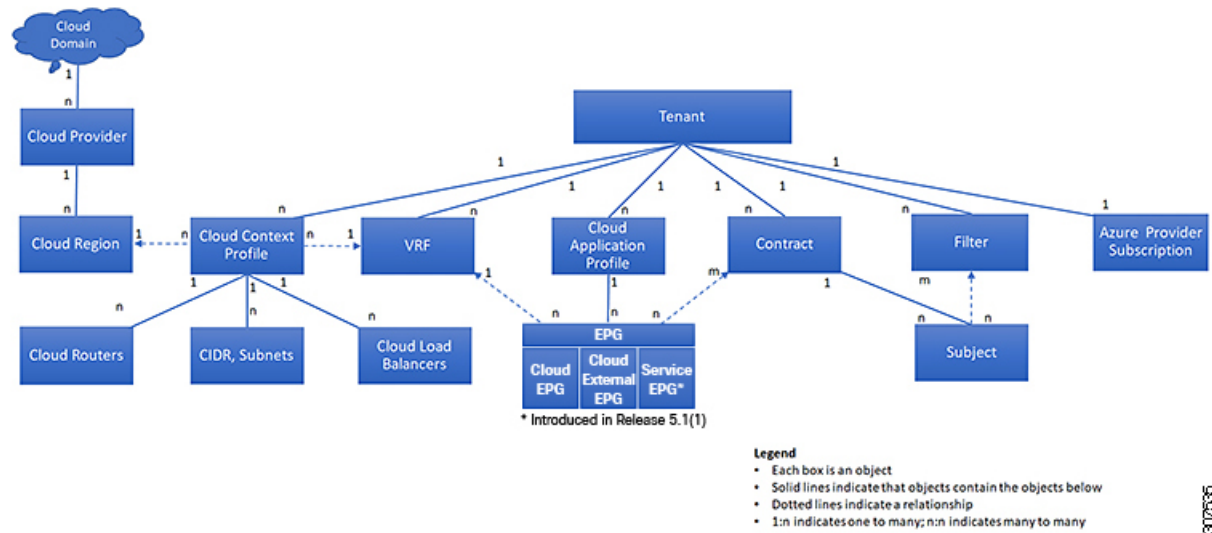 Cloud
Domain
1
n
Cloud Provider
Tenant
1
1
1
1
1
1
1
n
n
n
n
n
n
1
Cloud Region
1
n
Cloud Context
Profile
n
1
VRF
Cloud
Application
Profile
Contract
Filter
Azure Provider
Subscription
1
1
1
1
1
m
1
m
n
n
n
n
n
n
n
n
Cloud Routers
CIDR, Subnets
Cloud Load
Balancers
EPG
Cloud
EPG
Cloud
External
EPG
Service
EPG*
Subject
* Introduced in Release 5.1(1)
Legend
• Each box is an object
• Solid lines indicate that objects contain the objects below
• Dotted lines indicate a relationship
• 1:n indicates one to many; n:n indicates many to many
307535